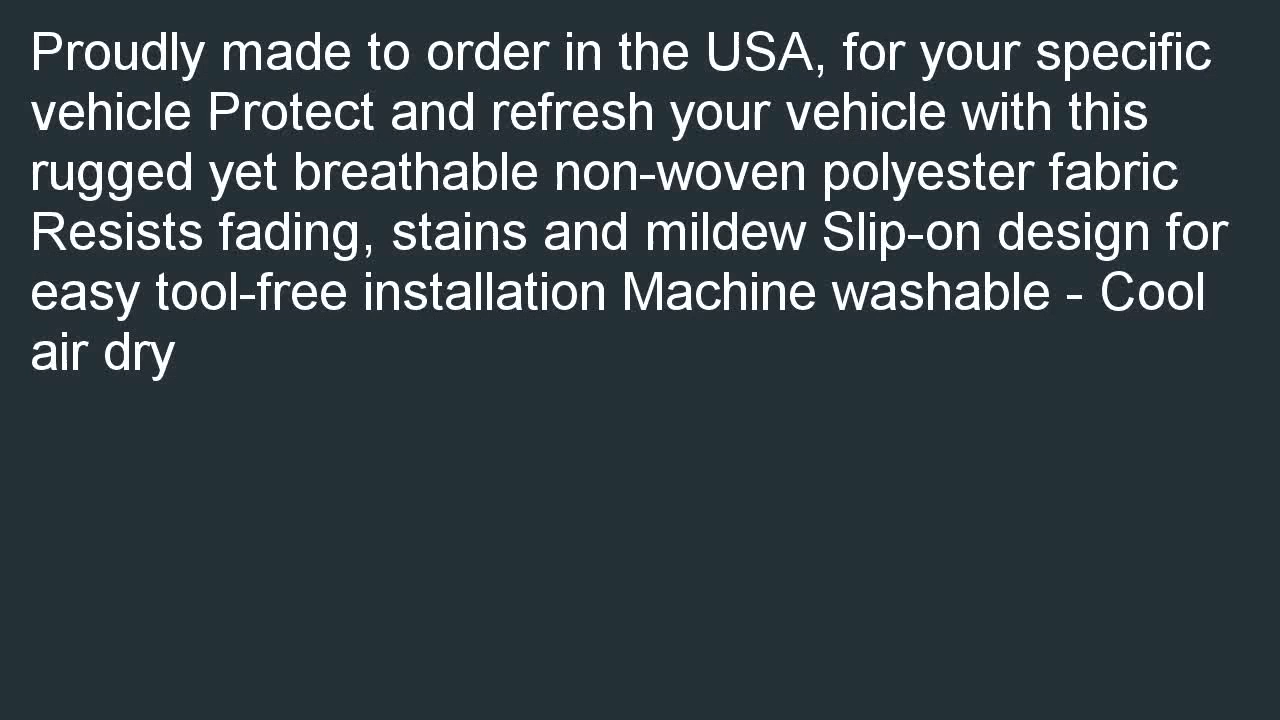 Proudly made to order in the USA, for your specific
vehicle Protect and refresh your vehicle with this
rugged yet breathable non-woven polyester fabric
Resists fading, stains and mildew Slip-on design for
easy tool-free installation Machine washable - Cool
air dry